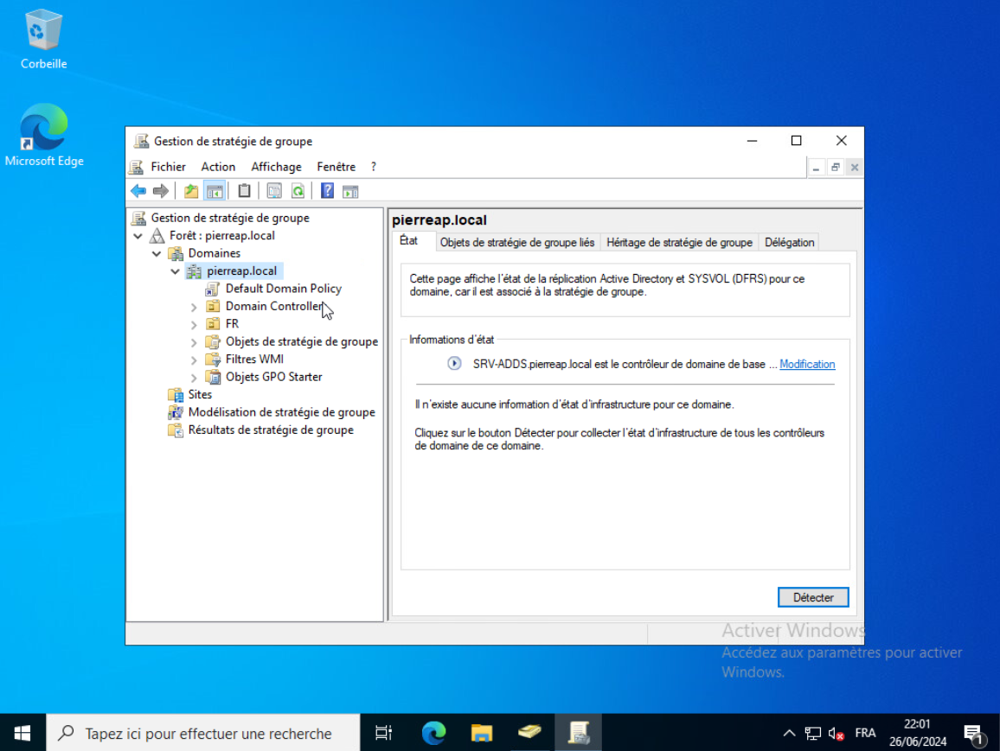 Corbeille
Microsoft Edge
Gestion de stratégie de groupe
Fichier Action Affichage Fenêtre ?
Gestion de stratégie de groupe
Forêt : pierreap.local
Domaines
pierreap.local
Default Domain Policy
Domain Controller
FR
Objets de stratégie de groupe
Filtres WMI
Objets GPO Starter
Sites
Modélisation de stratégie de groupe
Résultats de stratégie de groupe
pierreap.local
État Objets de stratégie de groupe liés Héritage de stratégie de groupe Délégation
Cette page affiche l'état de la réplication Active Directory et SYSVOL (DFRS) pour ce
domaine, car il est associé à la stratégie de groupe.
Informations d'état
SRV-ADDS.pierreap.local est le contrôleur de domaine de base ... Modification
Il n'existe aucune information d'état d'infrastructure pour ce domaine.
Cliquez sur le bouton Détecter pour collecter l'état d'infrastructure de tous les contrôleurs
de domaine de ce domaine.
Détecter
Activer Windows
Accédez aux paramètres pour activer
Windows.
Tapez ici pour effectuer une recherche
FRA
22:01
26/06/2024
1